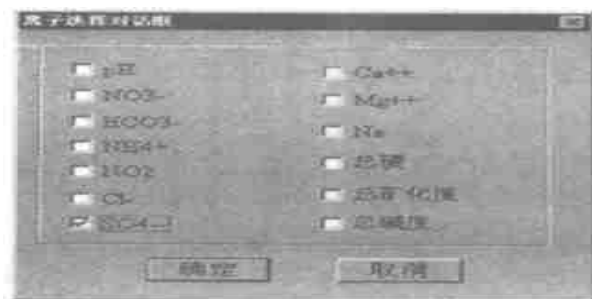 离子选择对话框
pH
NO3-
HCO3-
NH4+
NO2
Cl-
SO4--
Ca++
Mg++
Na
总硬
总矿化度
总碱度
确定
取消